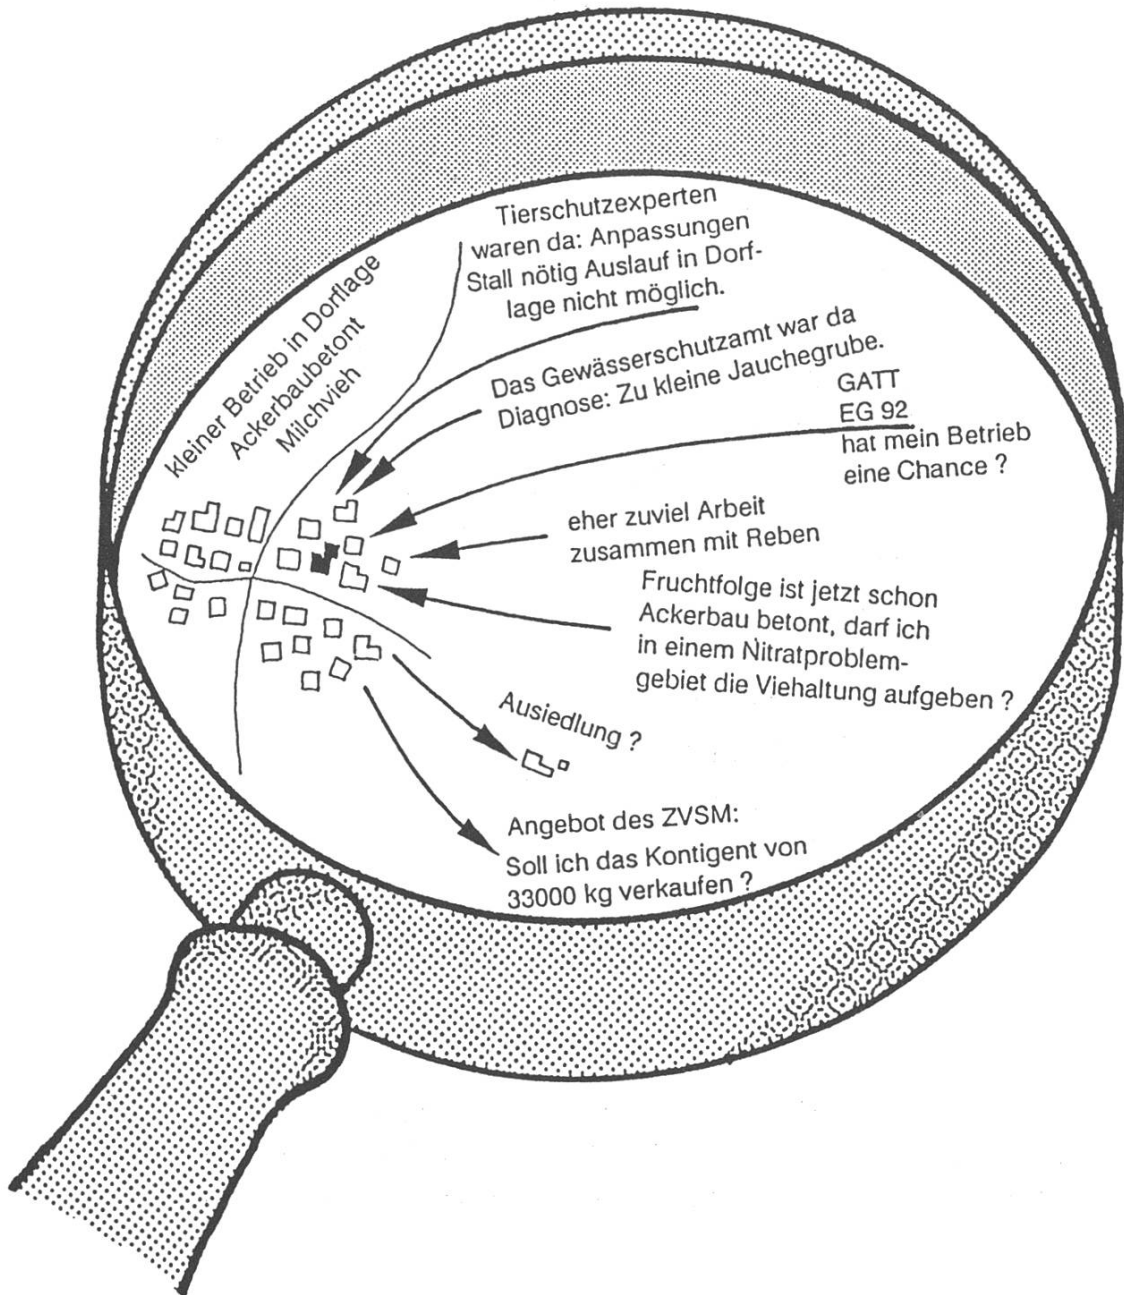 kleiner Betrieb in Dorflage
Ackerbaubetont
Milchvieh
Tierschutzexperten
waren da: Anpassungen
Stall nötig Auslauf in Dorf-
lage nicht möglich.
Das Gewässerschutzamt war da
Diagnose: Zu kleine Jauchegrube.
GATT
EG 92
hat mein Betrieb
eine Chance ?
eher zuviel Arbeit
zusammen mit Reben
Fruchtfolge ist jetzt schon
Ackerbau betont, darf ich
in einem Nitratproblem-
gebiet die Viehaltung aufgeben ?
Ausiedlung ?
Angebot des ZVSM:
Soll ich das Kontigent von
33000 kg verkaufen ?